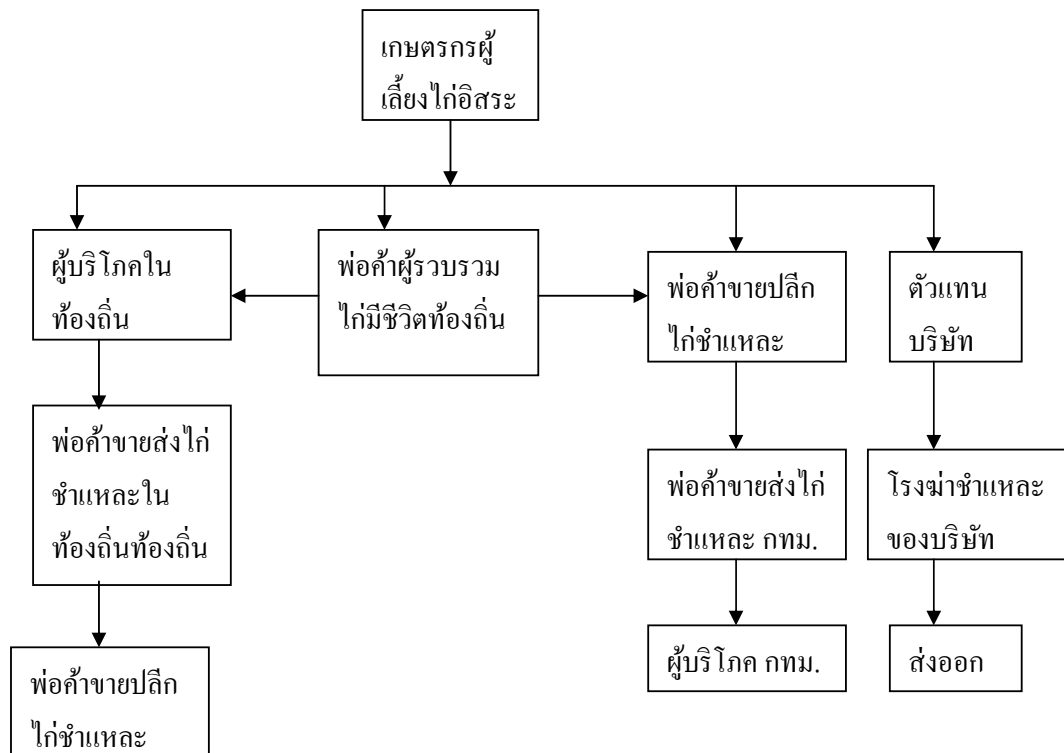 เกษตรกรผู้
เลี้ยงไก่อิสระ
ผู้บริโภคใน
ท้องถิ่น
พ่อค้าผู้รวบรวม
ไก่มีชีวิตท้องถิ่น
พ่อค้าขายปลีก
ไก่ชำแหละ
ตัวแทน
บริษัท
พ่อค้าขายส่งไก่
ชำแหละใน
ท้องถิ่นท้องถิ่น
พ่อค้าขายส่งไก่
ชำแหละ กทม.
โรงฆ่าชำแหละ
ของบริษัท
พ่อค้าขายปลีก
ไก่ชำแหละ
ผู้บริโภค กทม.
ส่งออก